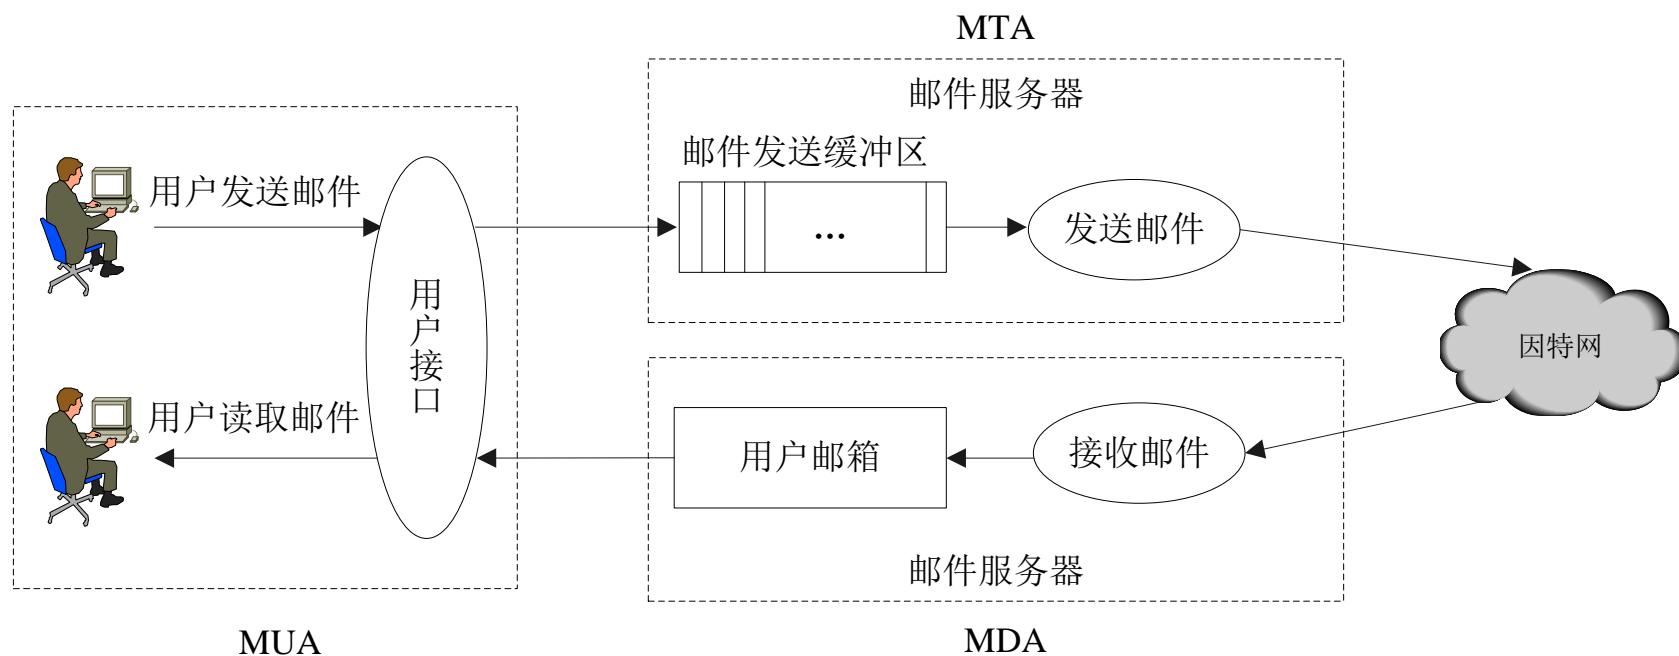 MTA
邮件服务器
邮件发送缓冲区
用户发送邮件
...
发送邮件
用户接口
因特网
用户读取邮件
用户邮箱
接收邮件
邮件服务器
MUA
MDA